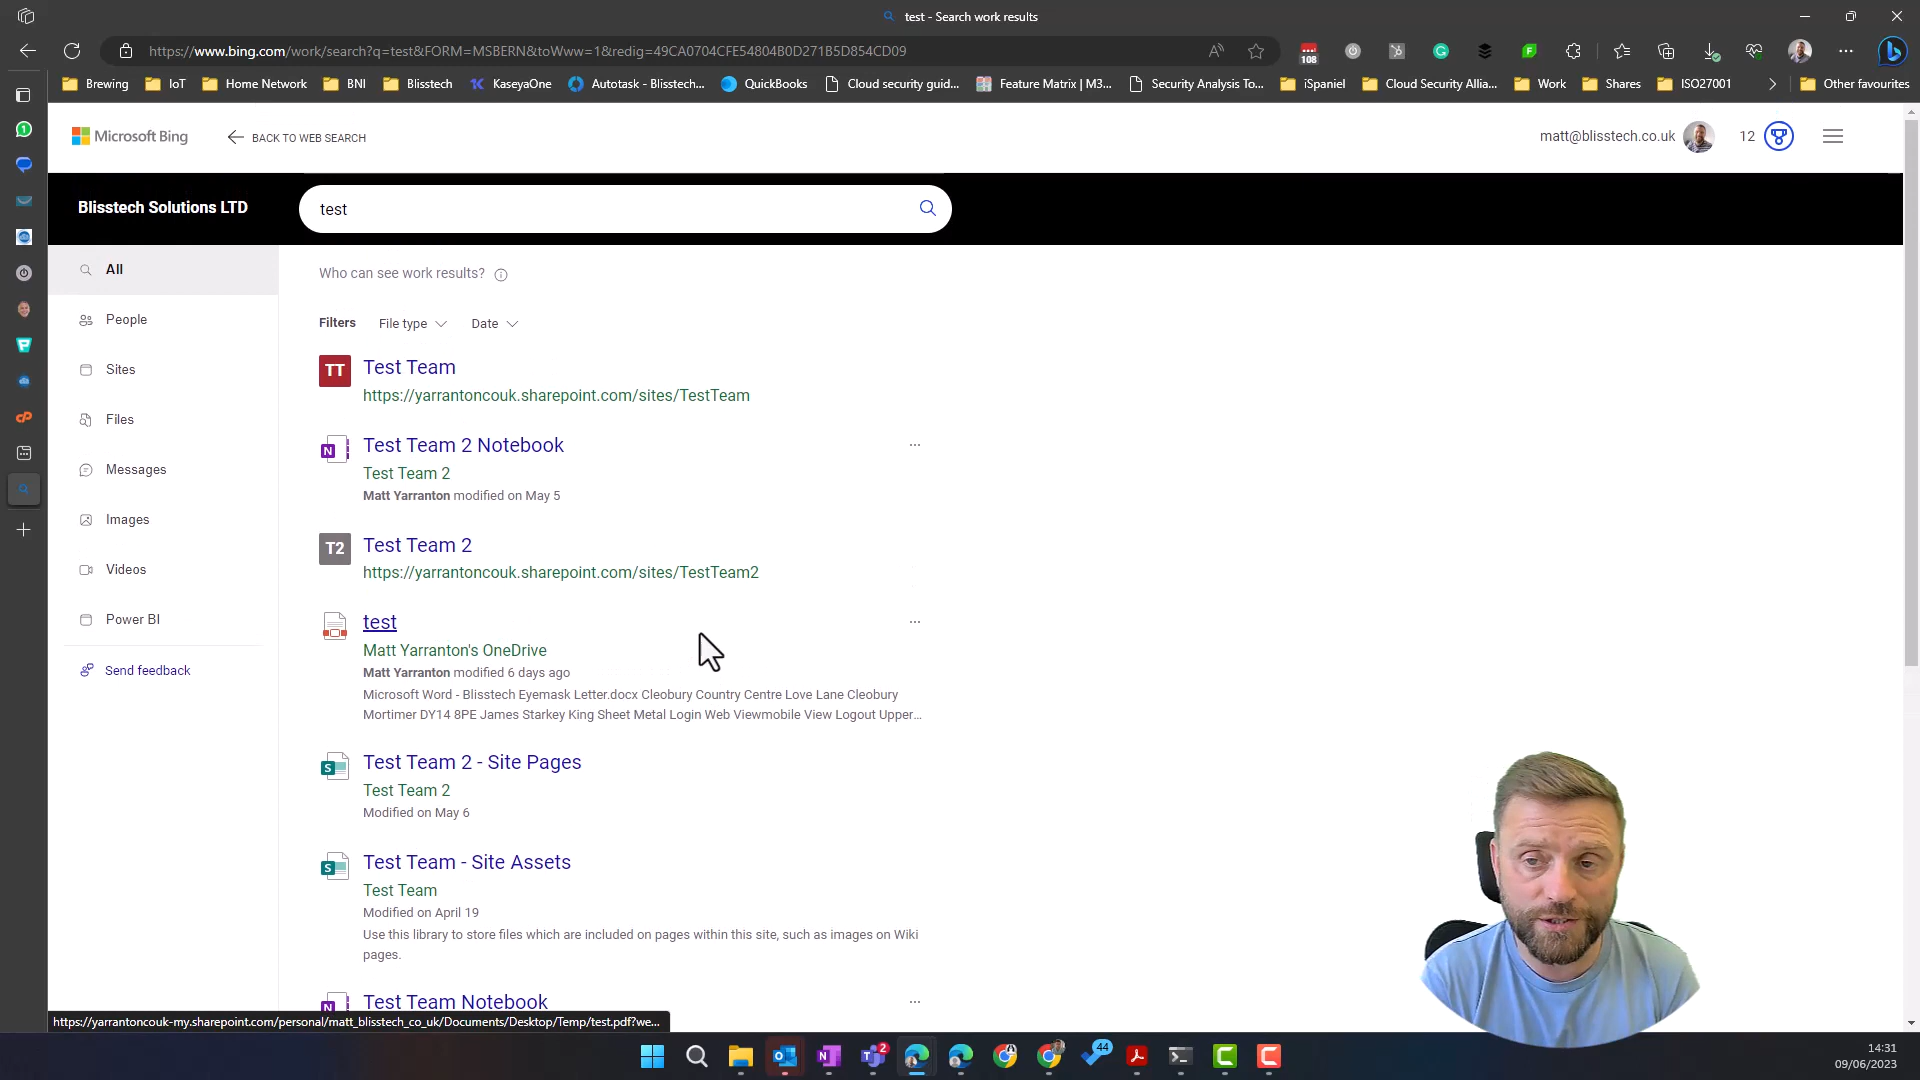 test - Search work results
https://www.bing.com/work/search?q=test&FORM=MSBERN&toWww=1&redig=49CA0704CFE54804B0D271B5D854CD09
108
Brewing
IoT
Home Network
BNI
Blisstech
KaseyaOne
Autotask - Blisstech...
QuickBooks
Cloud security guid...
Feature Matrix | M3...
Security Analysis To...
iSpaniel
Cloud Security Allia...
Work
Shares
ISO27001
Other favourites
Microsoft Bing
BACK TO WEB SEARCH
matt@blisstech.co.uk
12
Blisstech Solutions LTD
test
All
People
Sites
Files
Messages
Images
Videos
Power BI
Send feedback
Who can see work results?
Filters
File type
Date
TT
Test Team
https://yarrantoncouk.sharepoint.com/sites/TestTeam
N
Test Team 2 Notebook
...
Test Team 2
Matt Yarranton modified on May 5
T2
Test Team 2
https://yarrantoncouk.sharepoint.com/sites/TestTeam2
test
...
Matt Yarranton's OneDrive
Matt Yarranton modified 6 days ago
Microsoft Word - Blisstech Eyemask Letter.docx Cleobury Country Centre Love Lane Cleobury
Mortimer DY14 8PE James Starkey King Sheet Metal Login Web Viewmobile View Logout Upper...
S
Test Team 2 - Site Pages
Test Team 2
Modified on May 6
S
Test Team - Site Assets
Test Team
Modified on April 19
Use this library to store files which are included on pages within this site, such as images on Wiki
pages.
N
Test Team Notebook
...
https://yarrantoncouk-my.sharepoint.com/personal/matt_blisstech_co_uk/Documents/Desktop/Temp/test.pdf?we...
2
44
14:31
09/06/2023